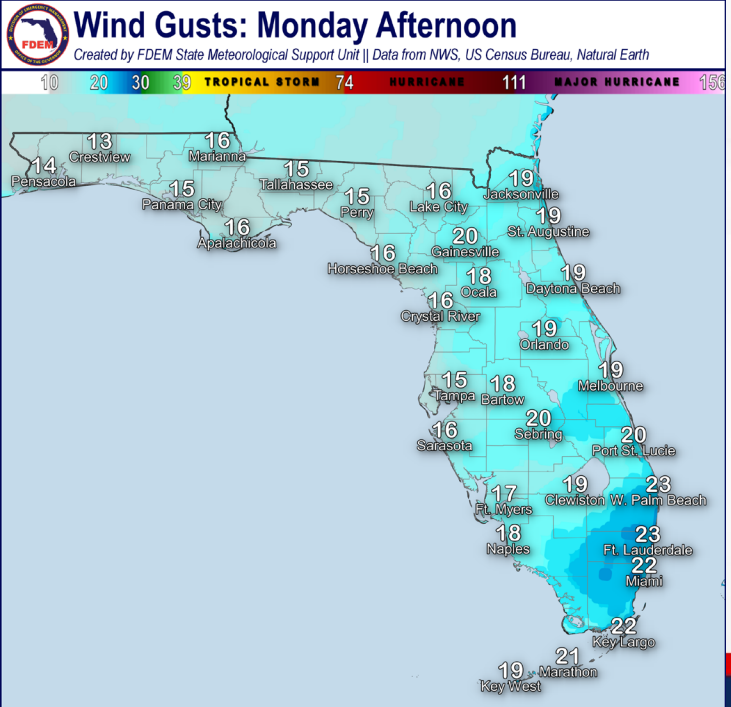 Wind Gusts: Monday Afternoon
Created by FDEM State Meteorological Support Unit || Data from NWS, US Census Bureau, Natural Earth
FDEM
10 20 30 39 TROPICAL STORM 74 HURRICANE 111 MAJOR HURRICANE 156
13
Crestview
16
Marianna
14
Pensacola
15
Tallahassee
15
Panama City
15
Perry
16
Lake City
19
Jacksonville
16
Apalachicola
19
St. Augustine
20
Gainesville
16
Horseshoe Beach
18
Ocala
19
Daytona Beach
16
Crystal River
19
Orlando
15
Tampa
18
Bartow
19
Melbourne
16
Sarasota
20
Sebring
20
Port St. Lucie
17
Ft. Myers
19
Clewiston
23
W. Palm Beach
18
Naples
23
Ft. Lauderdale
22
Miami
22
Key Largo
21
Marathon
19
Key West